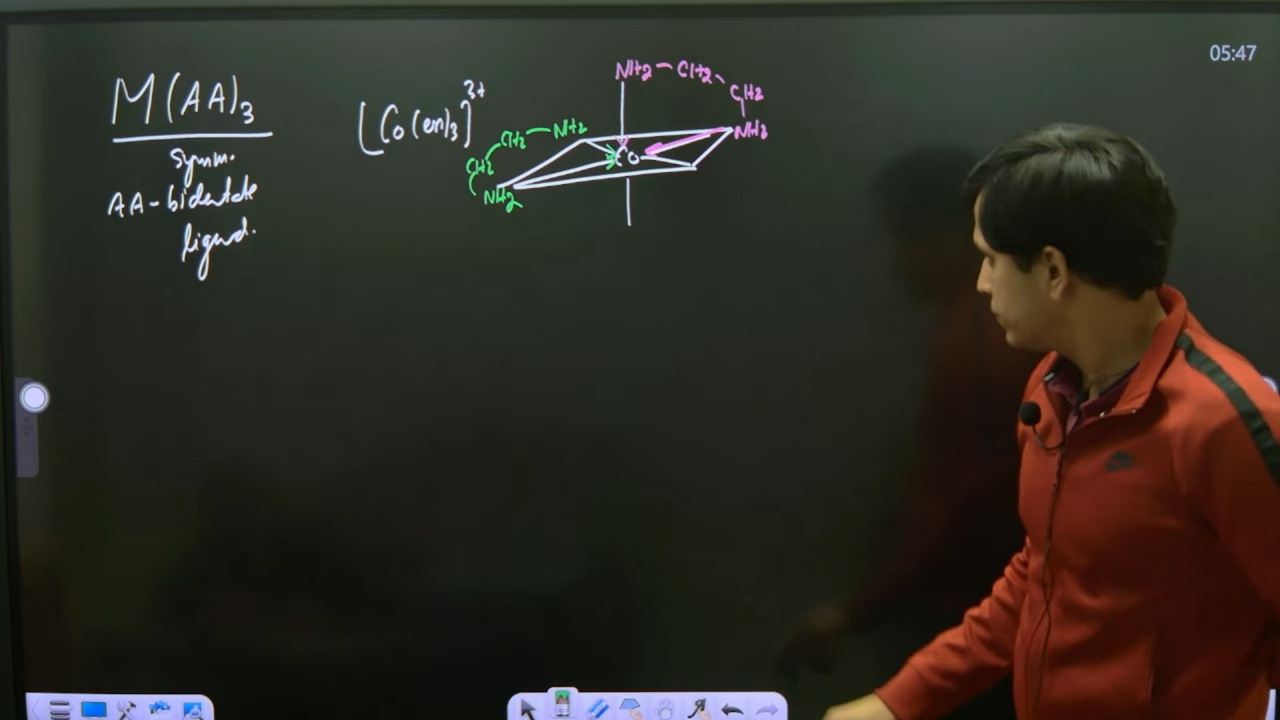 05:47
M(AA)3
symm.
AA-bidentate
ligand.
[Co(en)3]3+
NH2-CH2
CH2
NH2
CH2-NH2
CH2
NH2
Co